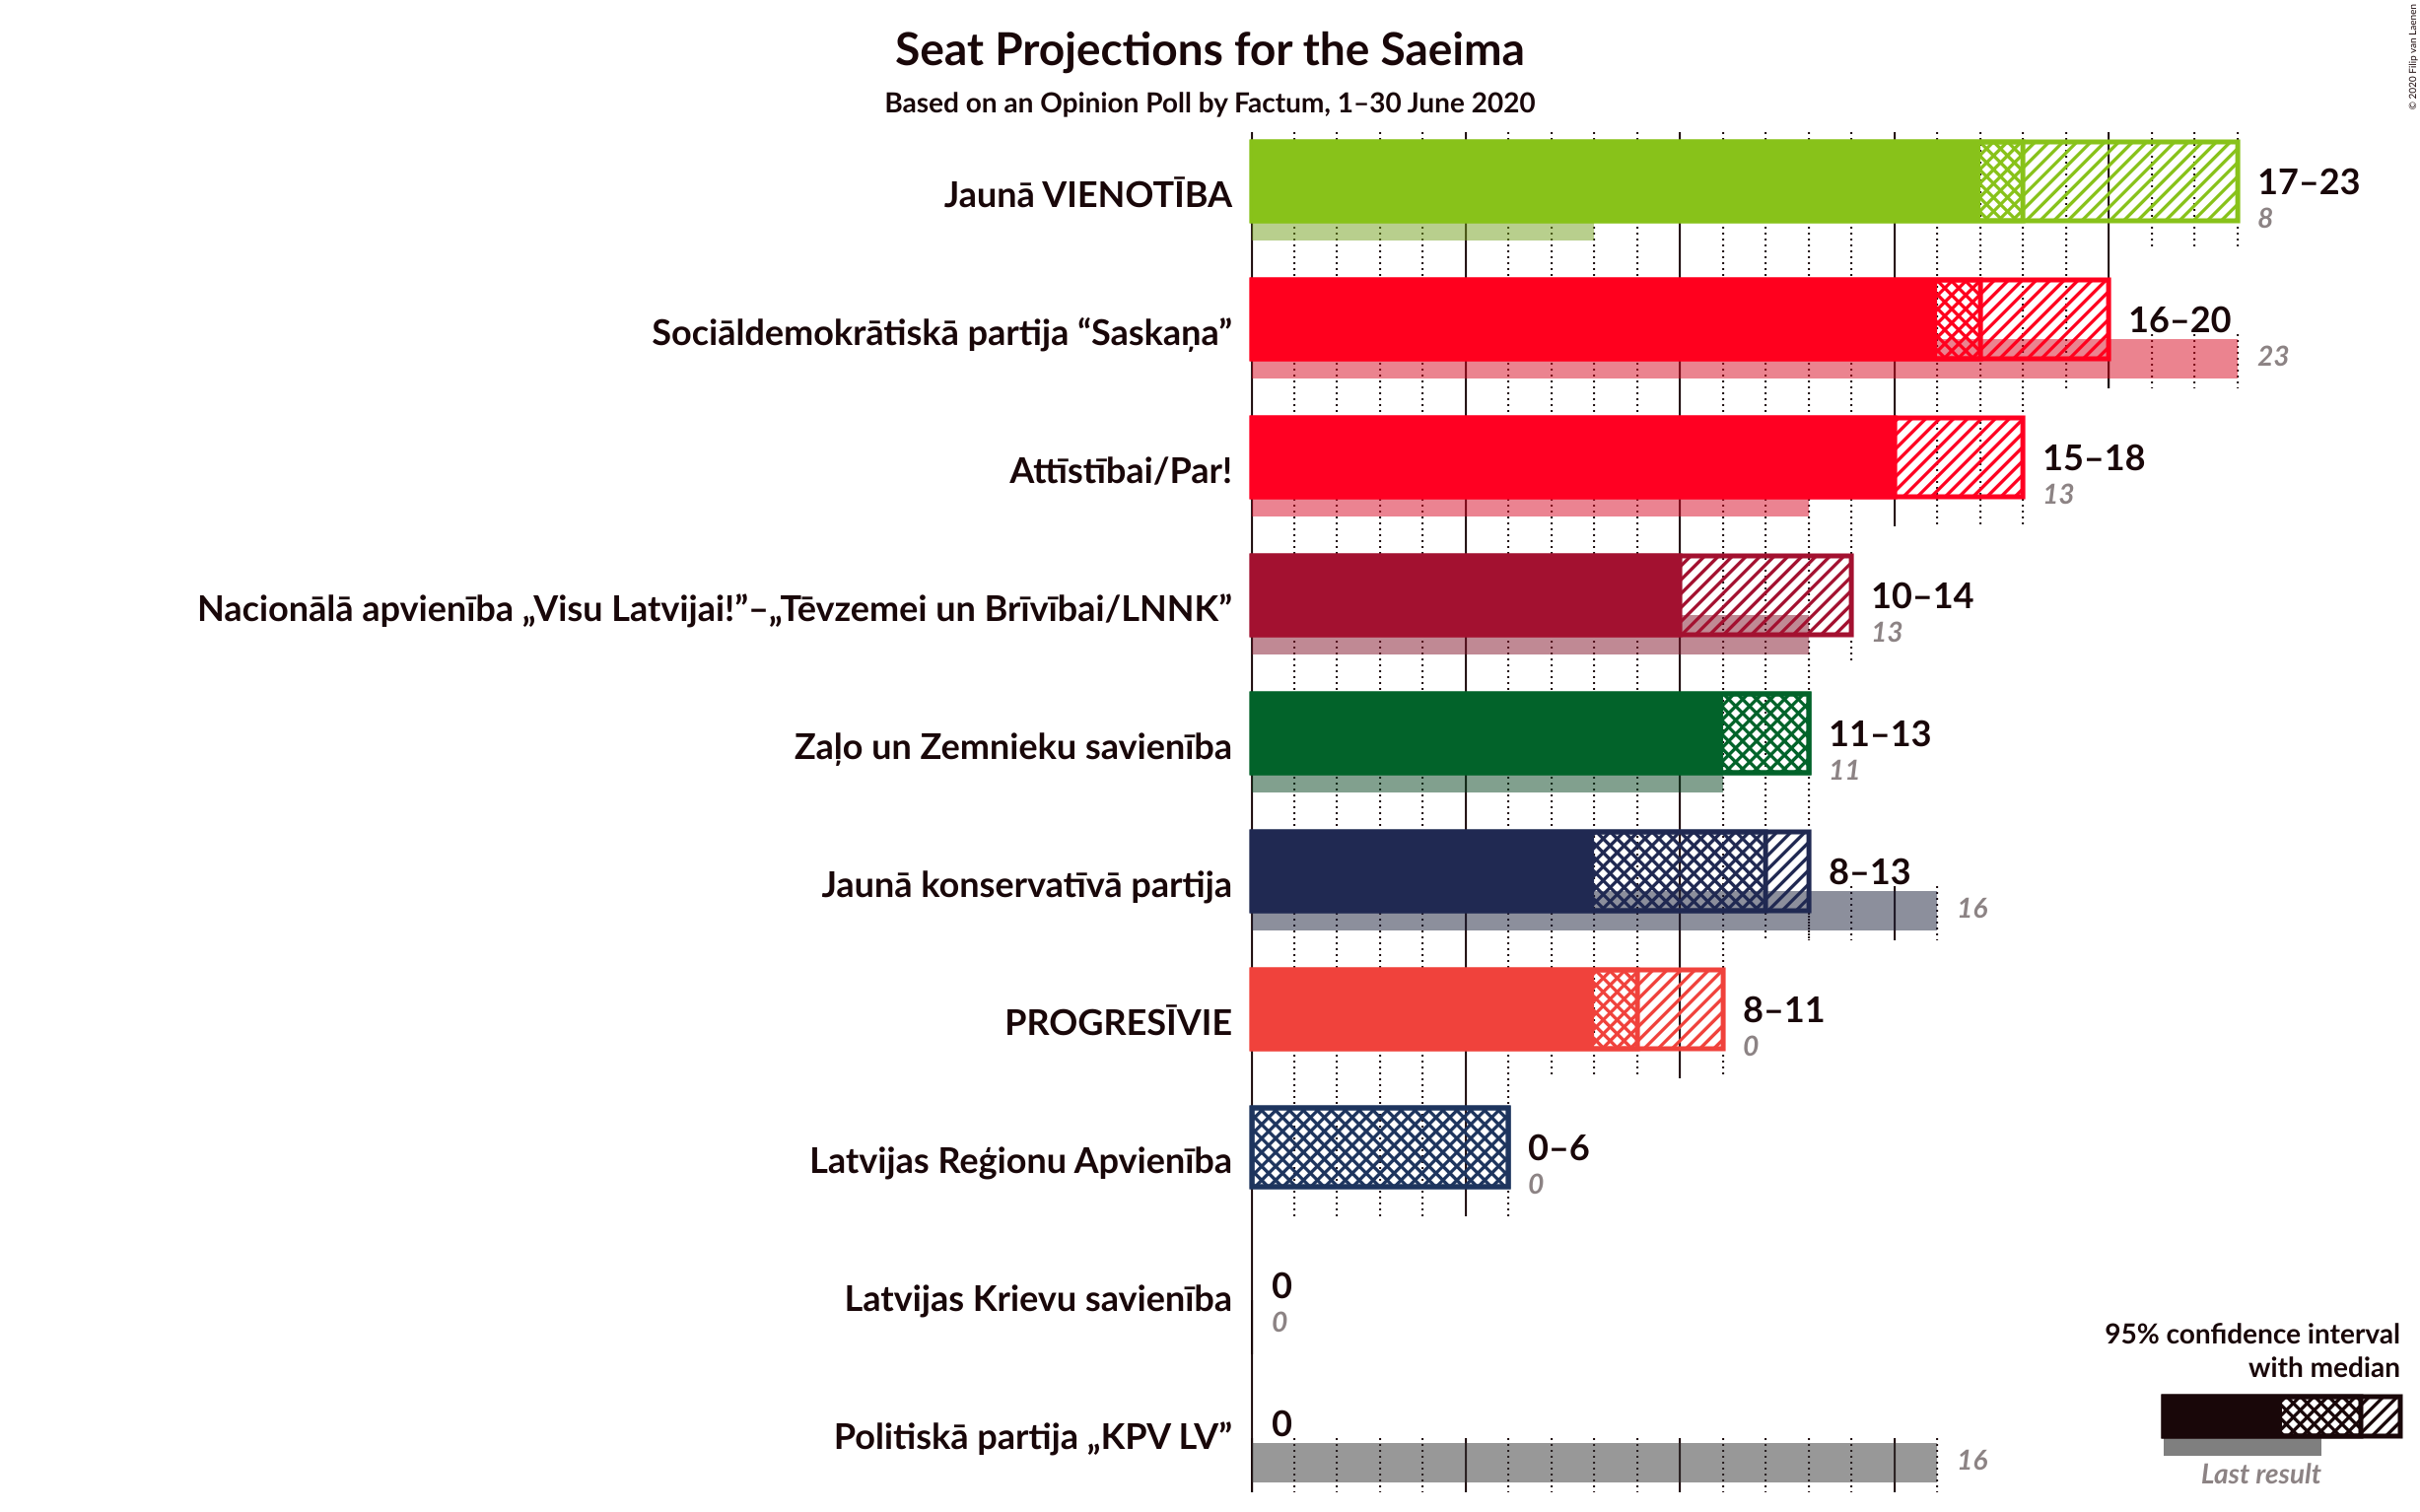 Seat Projections for the Saeima
Based on an Opinion Poll by Factum, 1–30 June 2020
© 2020 Filip van Laenen
Jaunā VIENOTĪBA
17–23
8
Sociāldemokrātiskā partija “Saskaņa”
16–20
23
Attīstībai/Par!
15–18
13
Nacionālā apvienība „Visu Latvijai!”–„Tēvzemei un Brīvībai/LNNK”
10–14
13
Zaļo un Zemnieku savienība
11–13
11
Jaunā konservatīvā partija
8–13
16
PROGRESĪVIE
8–11
0
Latvijas Reģionu Apvienība
0–6
0
Latvijas Krievu savienība
0
0
Politiskā partija „KPV LV”
0
16
95% confidence interval
with median
Last result